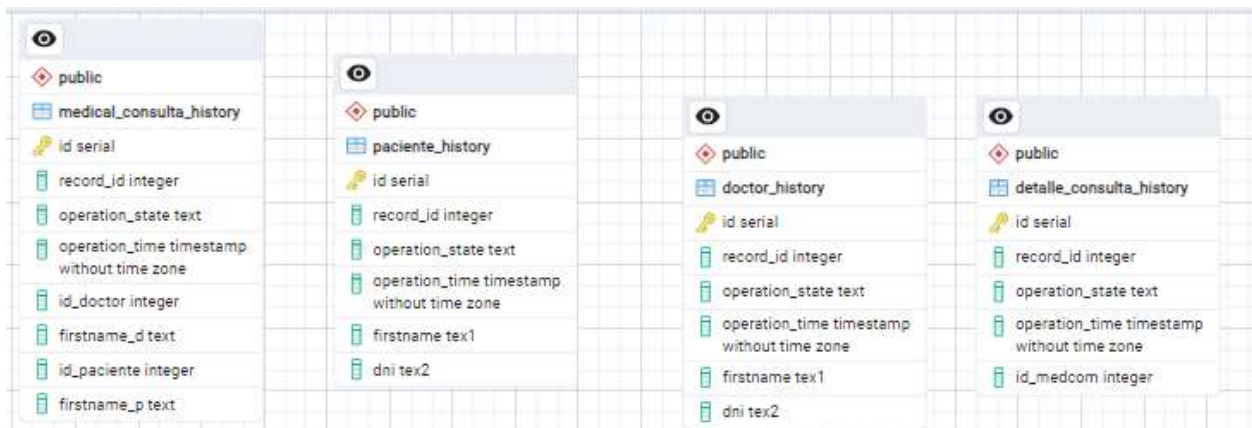 public
medical_consulta_history
id serial
record_id integer
operation_state text
operation_time timestamp
without time zone
id_doctor integer
firstname_d text
id_paciente integer
firstname_p text
public
paciente_history
id serial
record_id integer
operation_state text
operation_time timestamp
without time zone
firstname tex1
dni tex2
public
doctor_history
id serial
record_id integer
operation_state text
operation_time timestamp
without time zone
firstname tex1
dni tex2
public
detalle_consulta_history
id serial
record_id integer
operation_state text
operation_time timestamp
without time zone
id_medcom integer